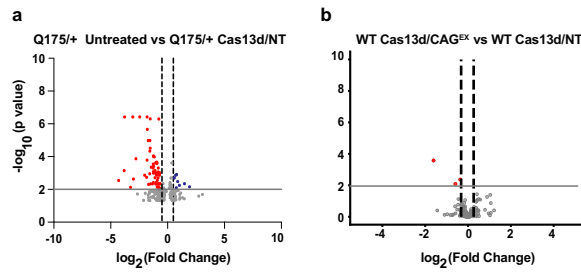 a
Q175/+ Untreated vs Q175/+ Cas13d/NT
-log10 (p value)
10
8
6
4
2
0
-10 -5 0 5 10
log2(Fold Change)
b
WT Cas13d/CAGEX vs WT Cas13d/NT
10
8
6
4
2
0
-4 -2 0 2 4
log2(Fold Change)